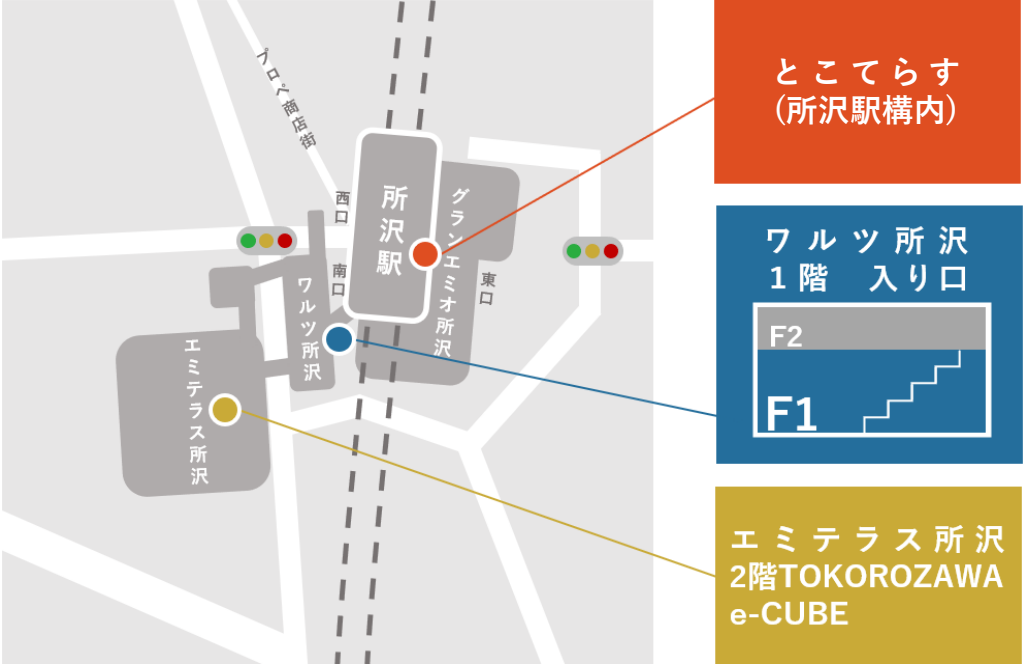 プロペ商店街
西口
所沢駅
グランエミオ所沢
南口
東口
ワルツ所沢
エミテラス所沢
とこてらす
(所沢駅構内)
ワルツ所沢
1階 入り口
F2
F1
エミテラス所沢
2階TOKOROZAWA
e-CUBE